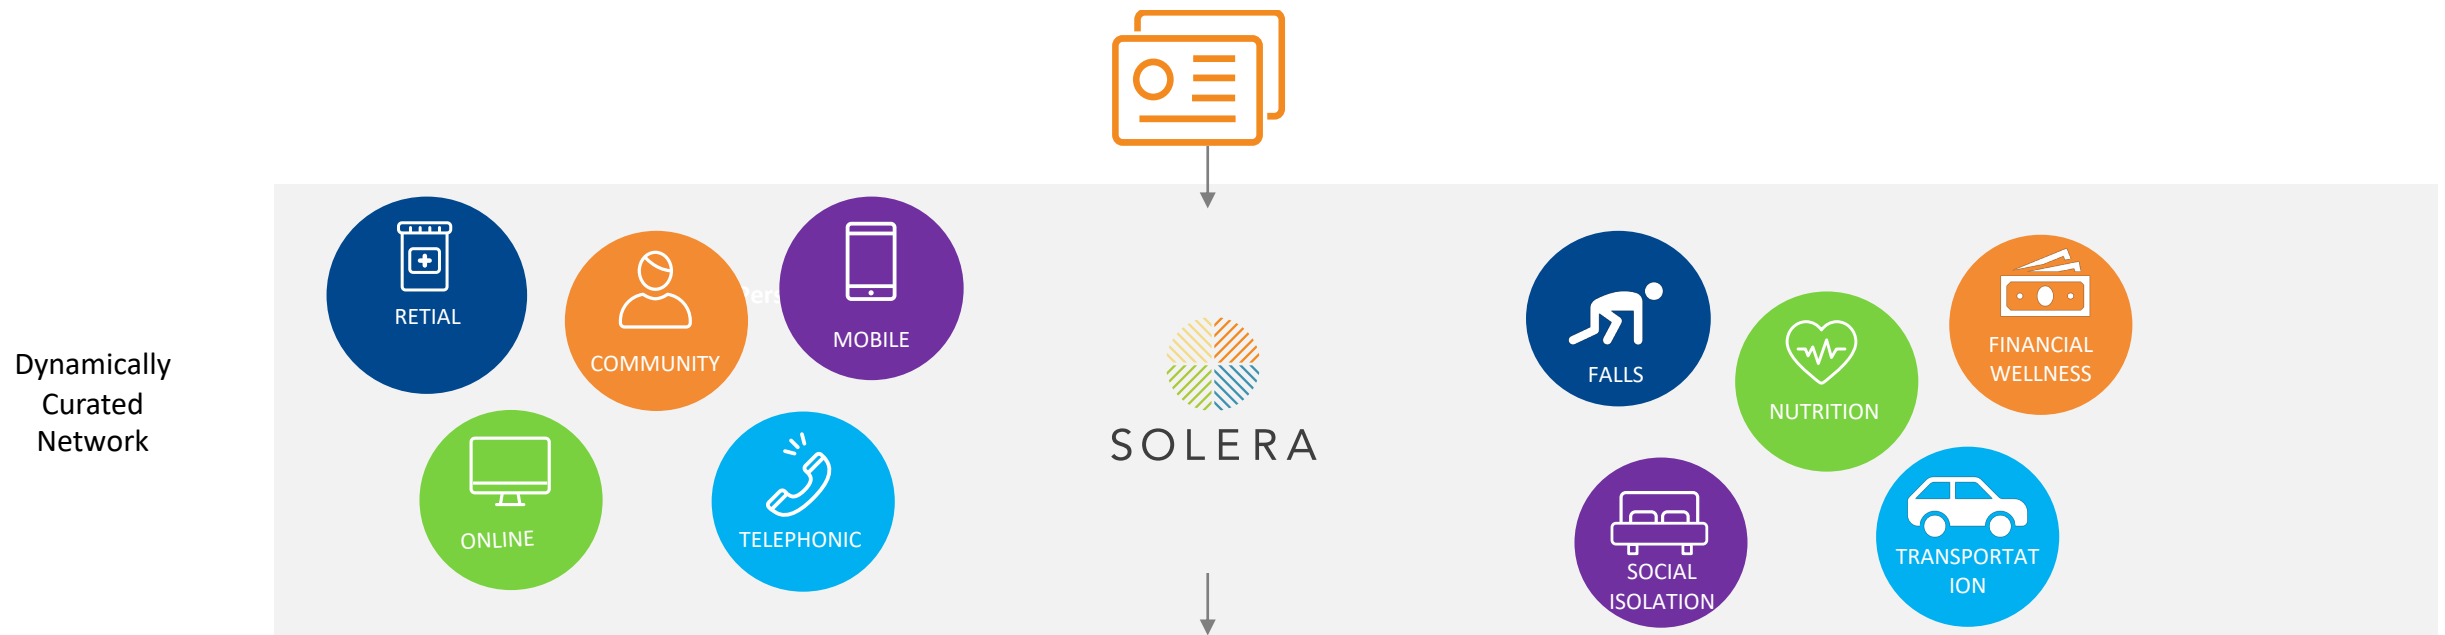 Dynamically
Curated
Network
RETIAL
COMMUNITY
MOBILE
ONLINE
TELEPHONIC
SOLERA
FALLS
NUTRITION
FINANCIAL
WELLNESS
SOCIAL
ISOLATION
TRANSPORTAT
ION